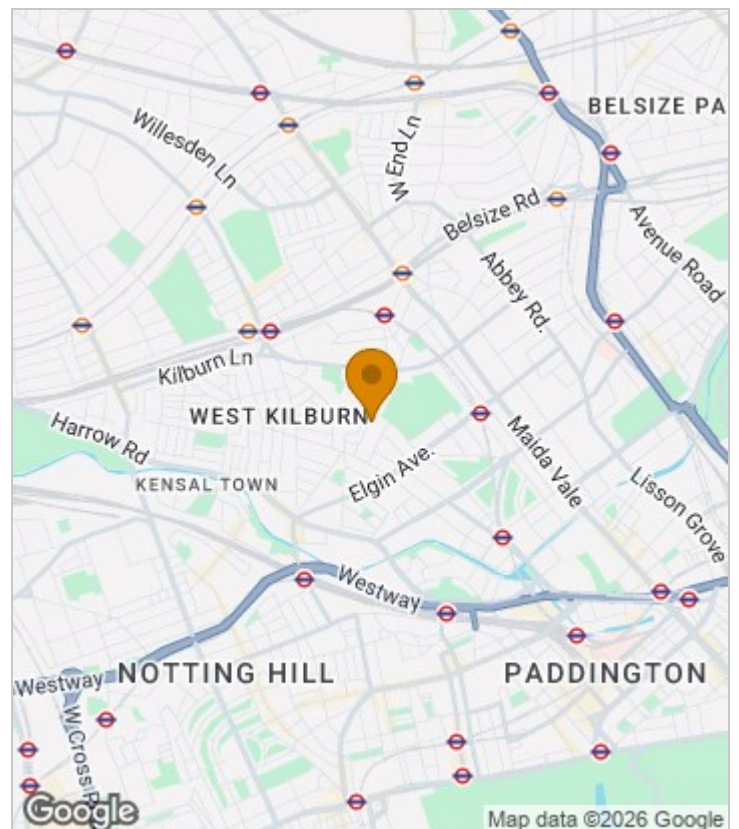 BELSIZE PA
Willesden Ln
W End Ln
Belsize Rd
Avenue Road
Abbey Rd.
Kilburn Ln
WEST KILBURN
Harrow Rd
Elgin Ave.
Maida Vale
KENSAL TOWN
Lisson Grove
Westway
NOTTING HILL
PADDINGTON
Westway
W Cross R
Google
Map data ©2026 Google